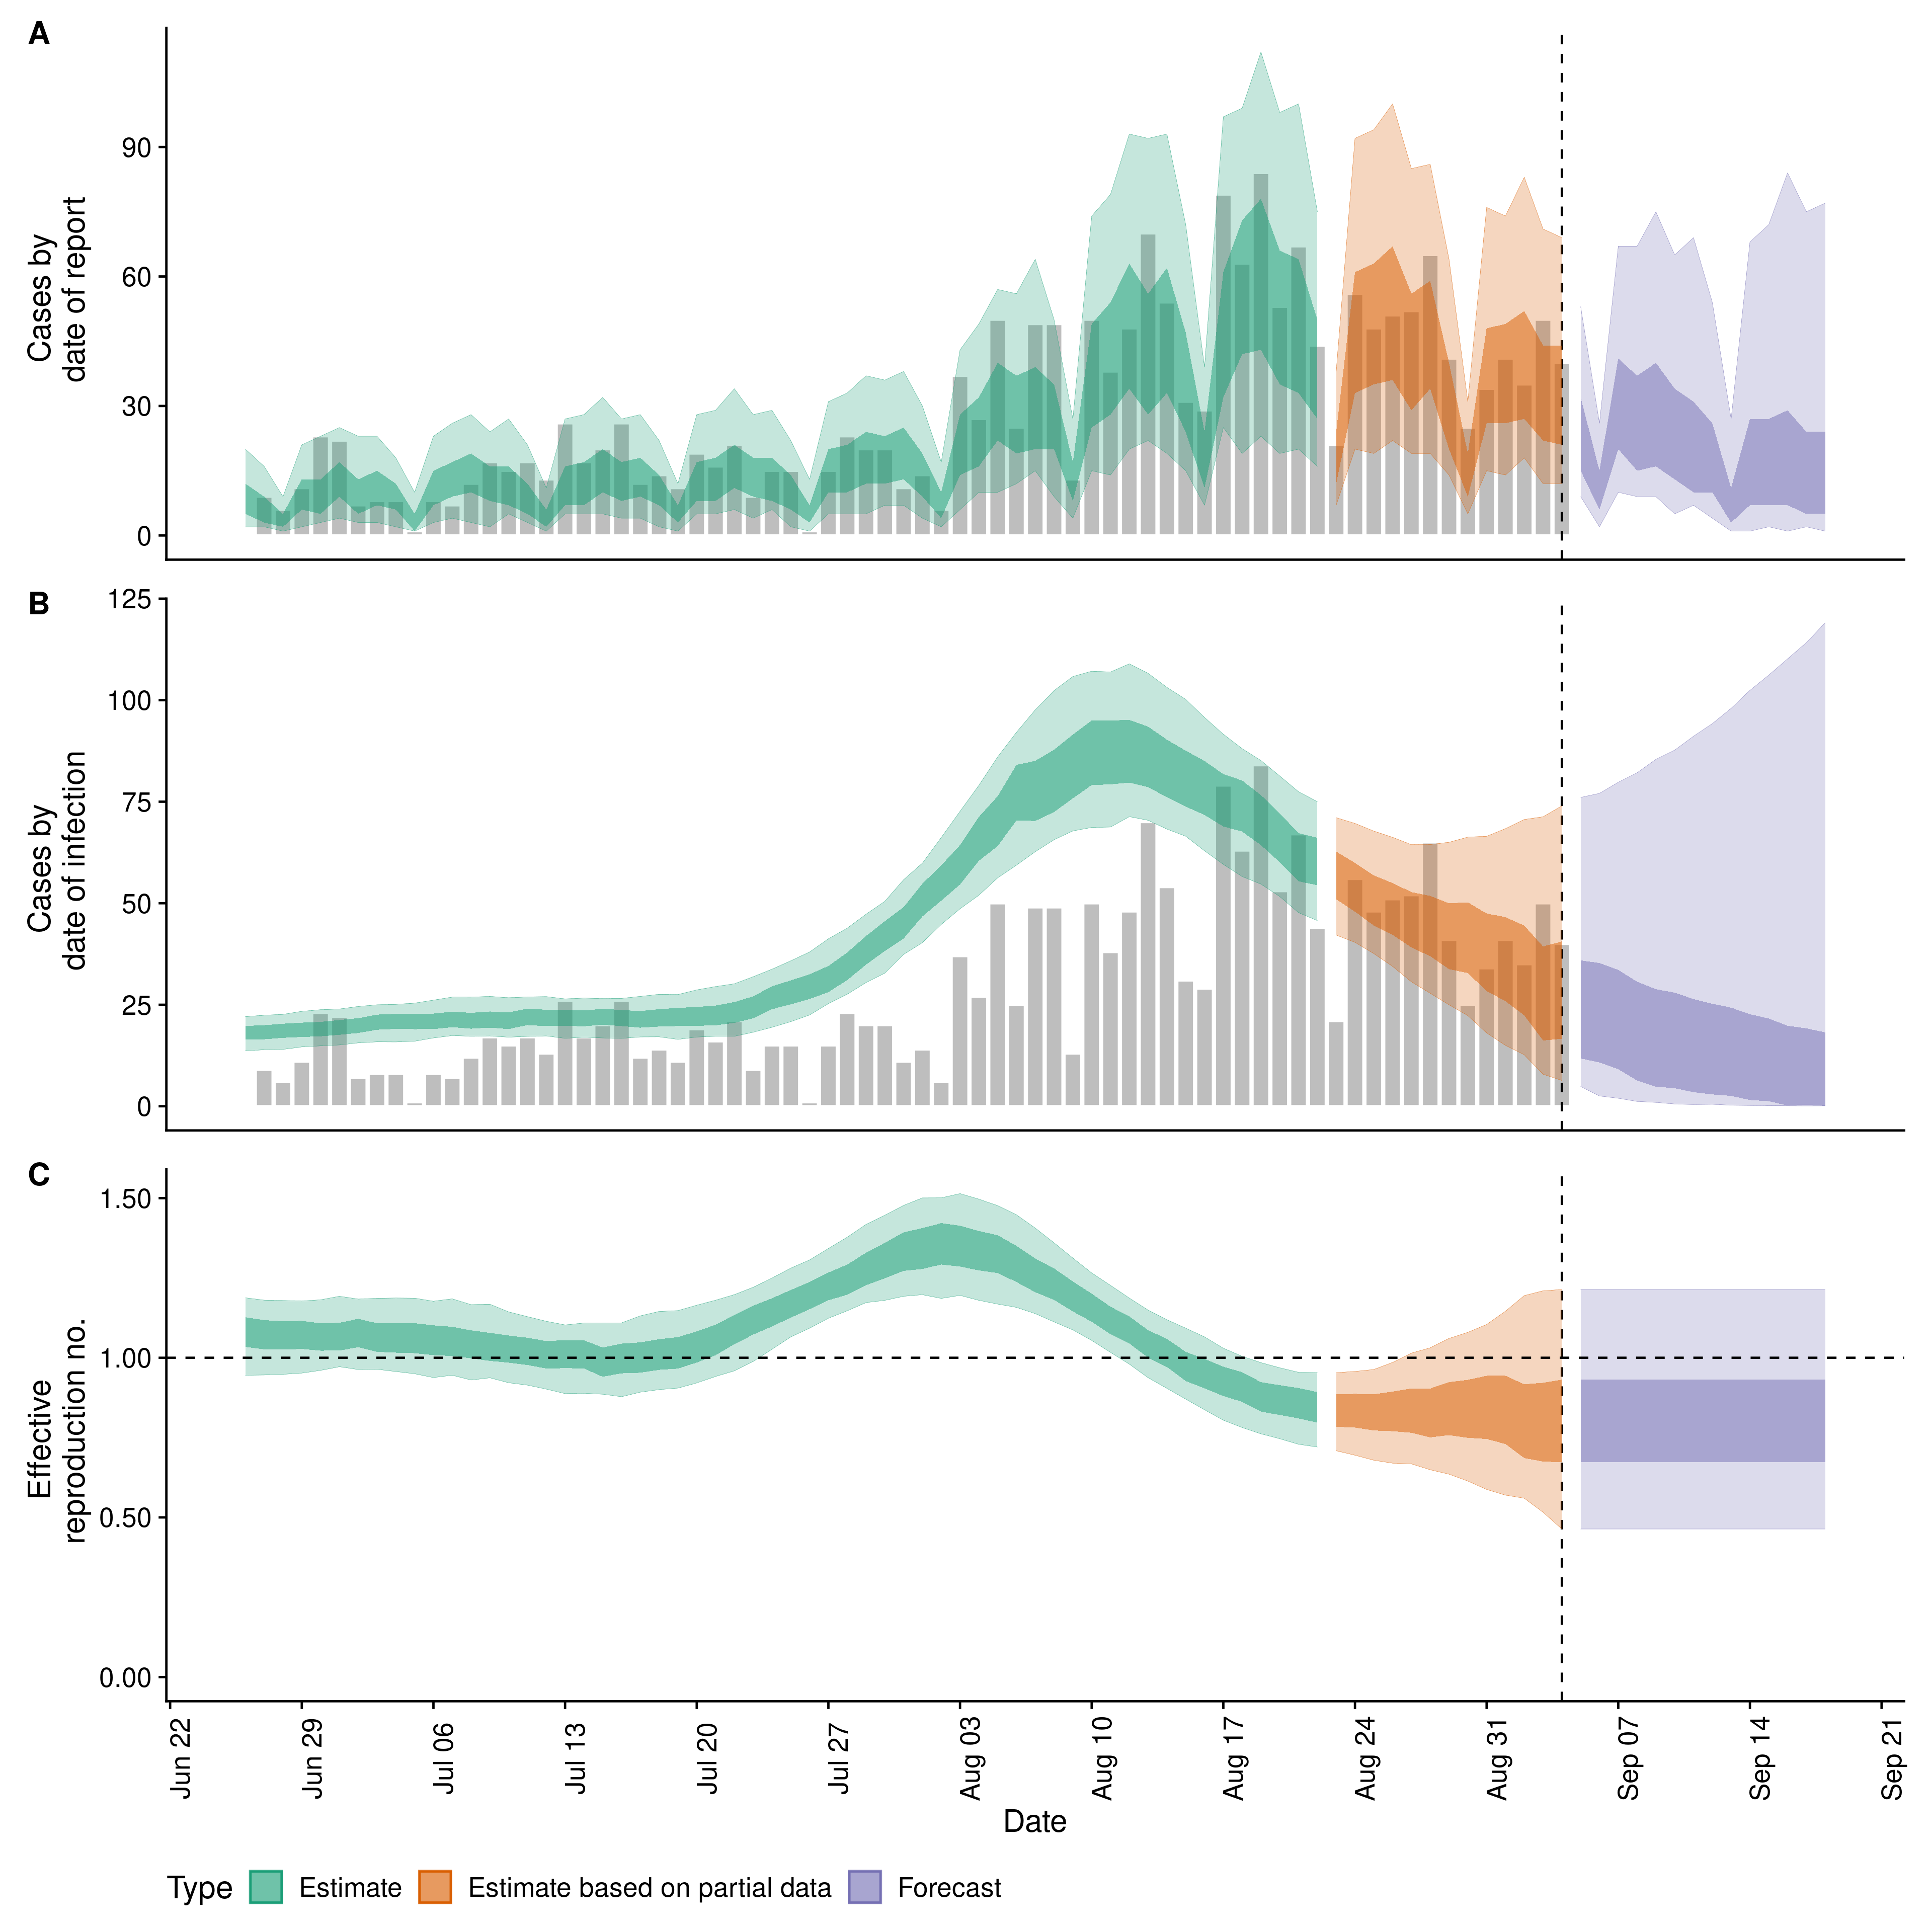 A
Cases by
date of report
90
60
30
0
B
Cases by
date of infection
125
100
75
50
25
0
C
Effective
reproduction no.
1.50
1.00
0.50
0.00
Jun 22
Jun 29
Jul 06
Jul 13
Jul 20
Jul 27
Aug 03
Aug 10
Aug 17
Aug 24
Aug 31
Sep 07
Sep 14
Sep 21
Date
Type Estimate Estimate based on partial data Forecast